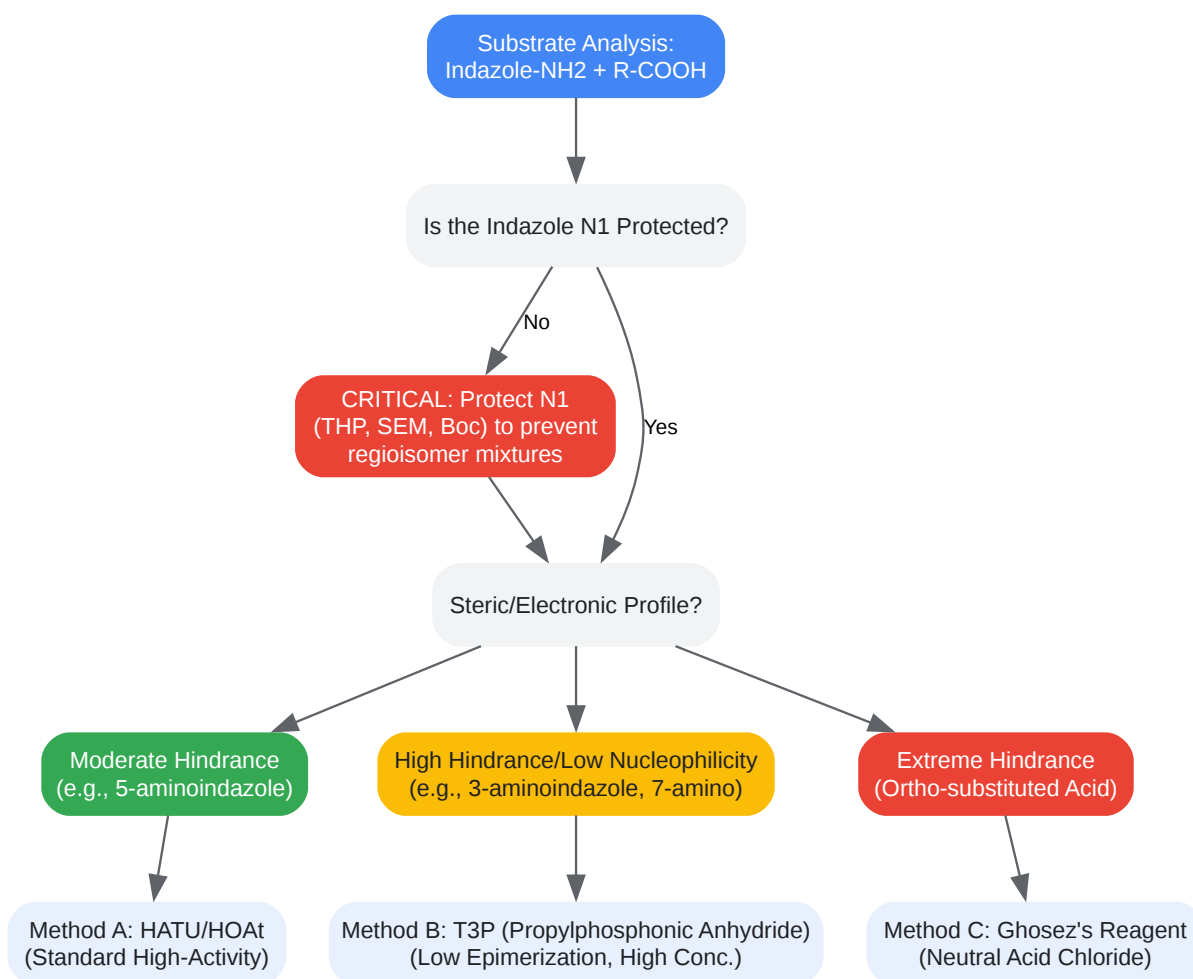 Substrate Analysis:
Indazole-NH2 + R-COOH
Is the Indazole N1 Protected?
No
CRITICAL: Protect N1
(THP, SEM, Boc) to prevent
regioisomer mixtures
Yes
Steric/Electronic Profile?
Moderate Hindrance
(e.g., 5-aminoindazole)
High Hindrance/Low Nucleophilicity
(e.g., 3-aminoindazole, 7-amino)
Extreme Hindrance
(Ortho-substituted Acid)
Method A: HATU/HOAt
(Standard High-Activity)
Method B: T3P (Propylphosphonic Anhydride)
(Low Epimerization, High Conc.)
Method C: Ghosez's Reagent
(Neutral Acid Chloride)